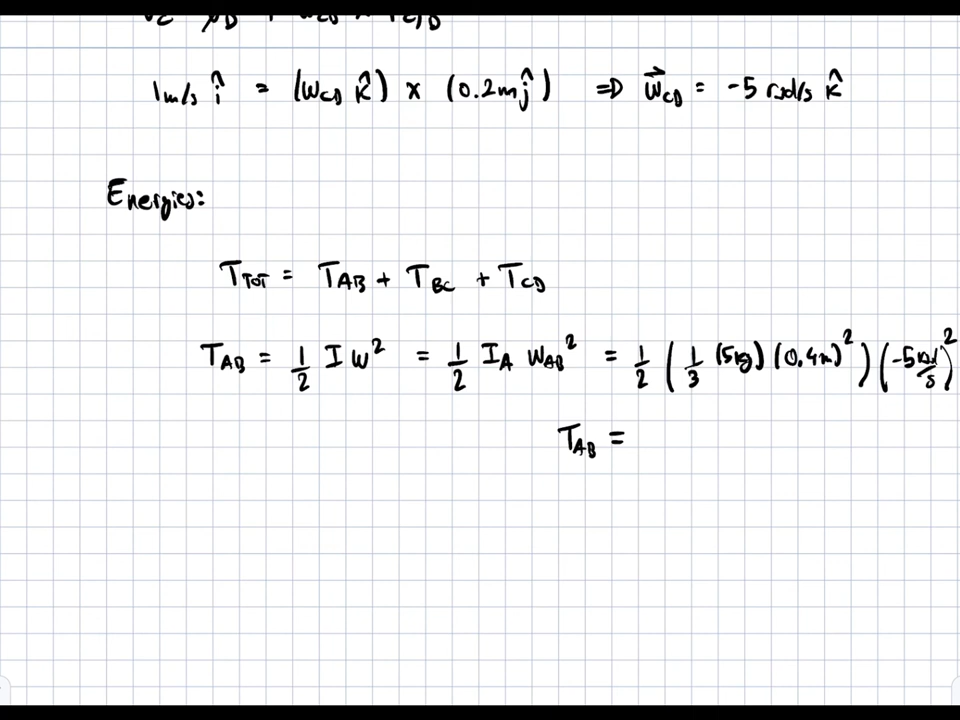 1m/s î = (ω_CD k̂) × (0.2m ĵ) ⇒ ω⃗_CD = -5 rad/s k̂
Energies:
T_TOT = T_AB + T_BC + T_CD
T_AB = 1/2 I ω² = 1/2 I_A ω_AB² = 1/2 (1/3 (5kg)(0.4m)²)(-5 rad/s)²
T_AB =